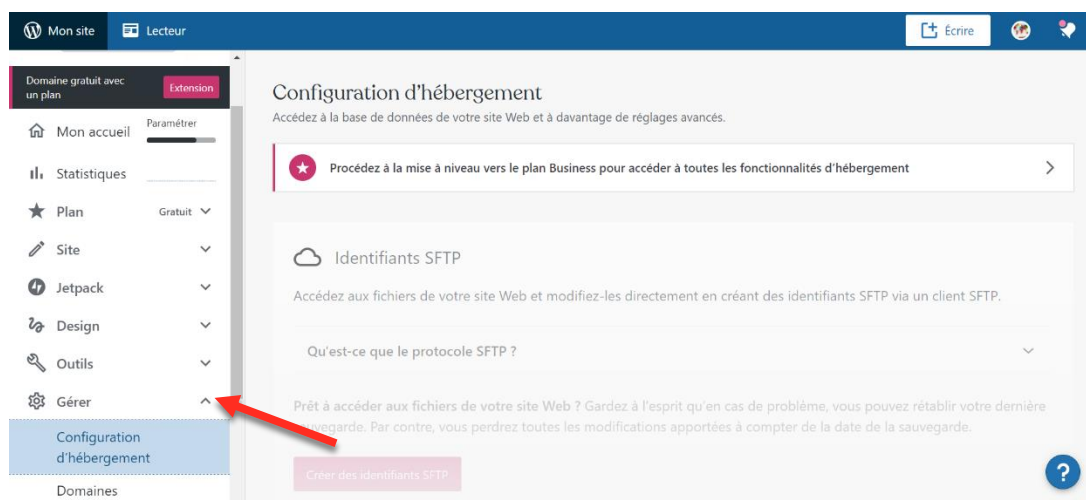 Mon site
Lecteur
Écrire
Domaine gratuit avec
un plan
Extension
Mon accueil
Paramétrer
Statistiques
Plan
Gratuit
Site
Jetpack
Design
Outils
Gérer
Configuration
d'hébergement
Domaines
Configuration d'hébergement
Accédez à la base de données de votre site Web et à davantage de réglages avancés.
Procédez à la mise à niveau vers le plan Business pour accéder à toutes les fonctionnalités d'hébergement
Identifiants SFTP
Accédez aux fichiers de votre site Web et modifiez-les directement en créant des identifiants SFTP via un client SFTP.
Qu'est-ce que le protocole SFTP ?
Prêt à accéder aux fichiers de votre site Web ? Gardez à l'esprit qu'en cas de problème, vous pouvez rétablir votre dernière
sauvegarde. Par contre, vous perdrez toutes les modifications apportées à compter de la date de la sauvegarde.
Créer des identifiants SFTP
?